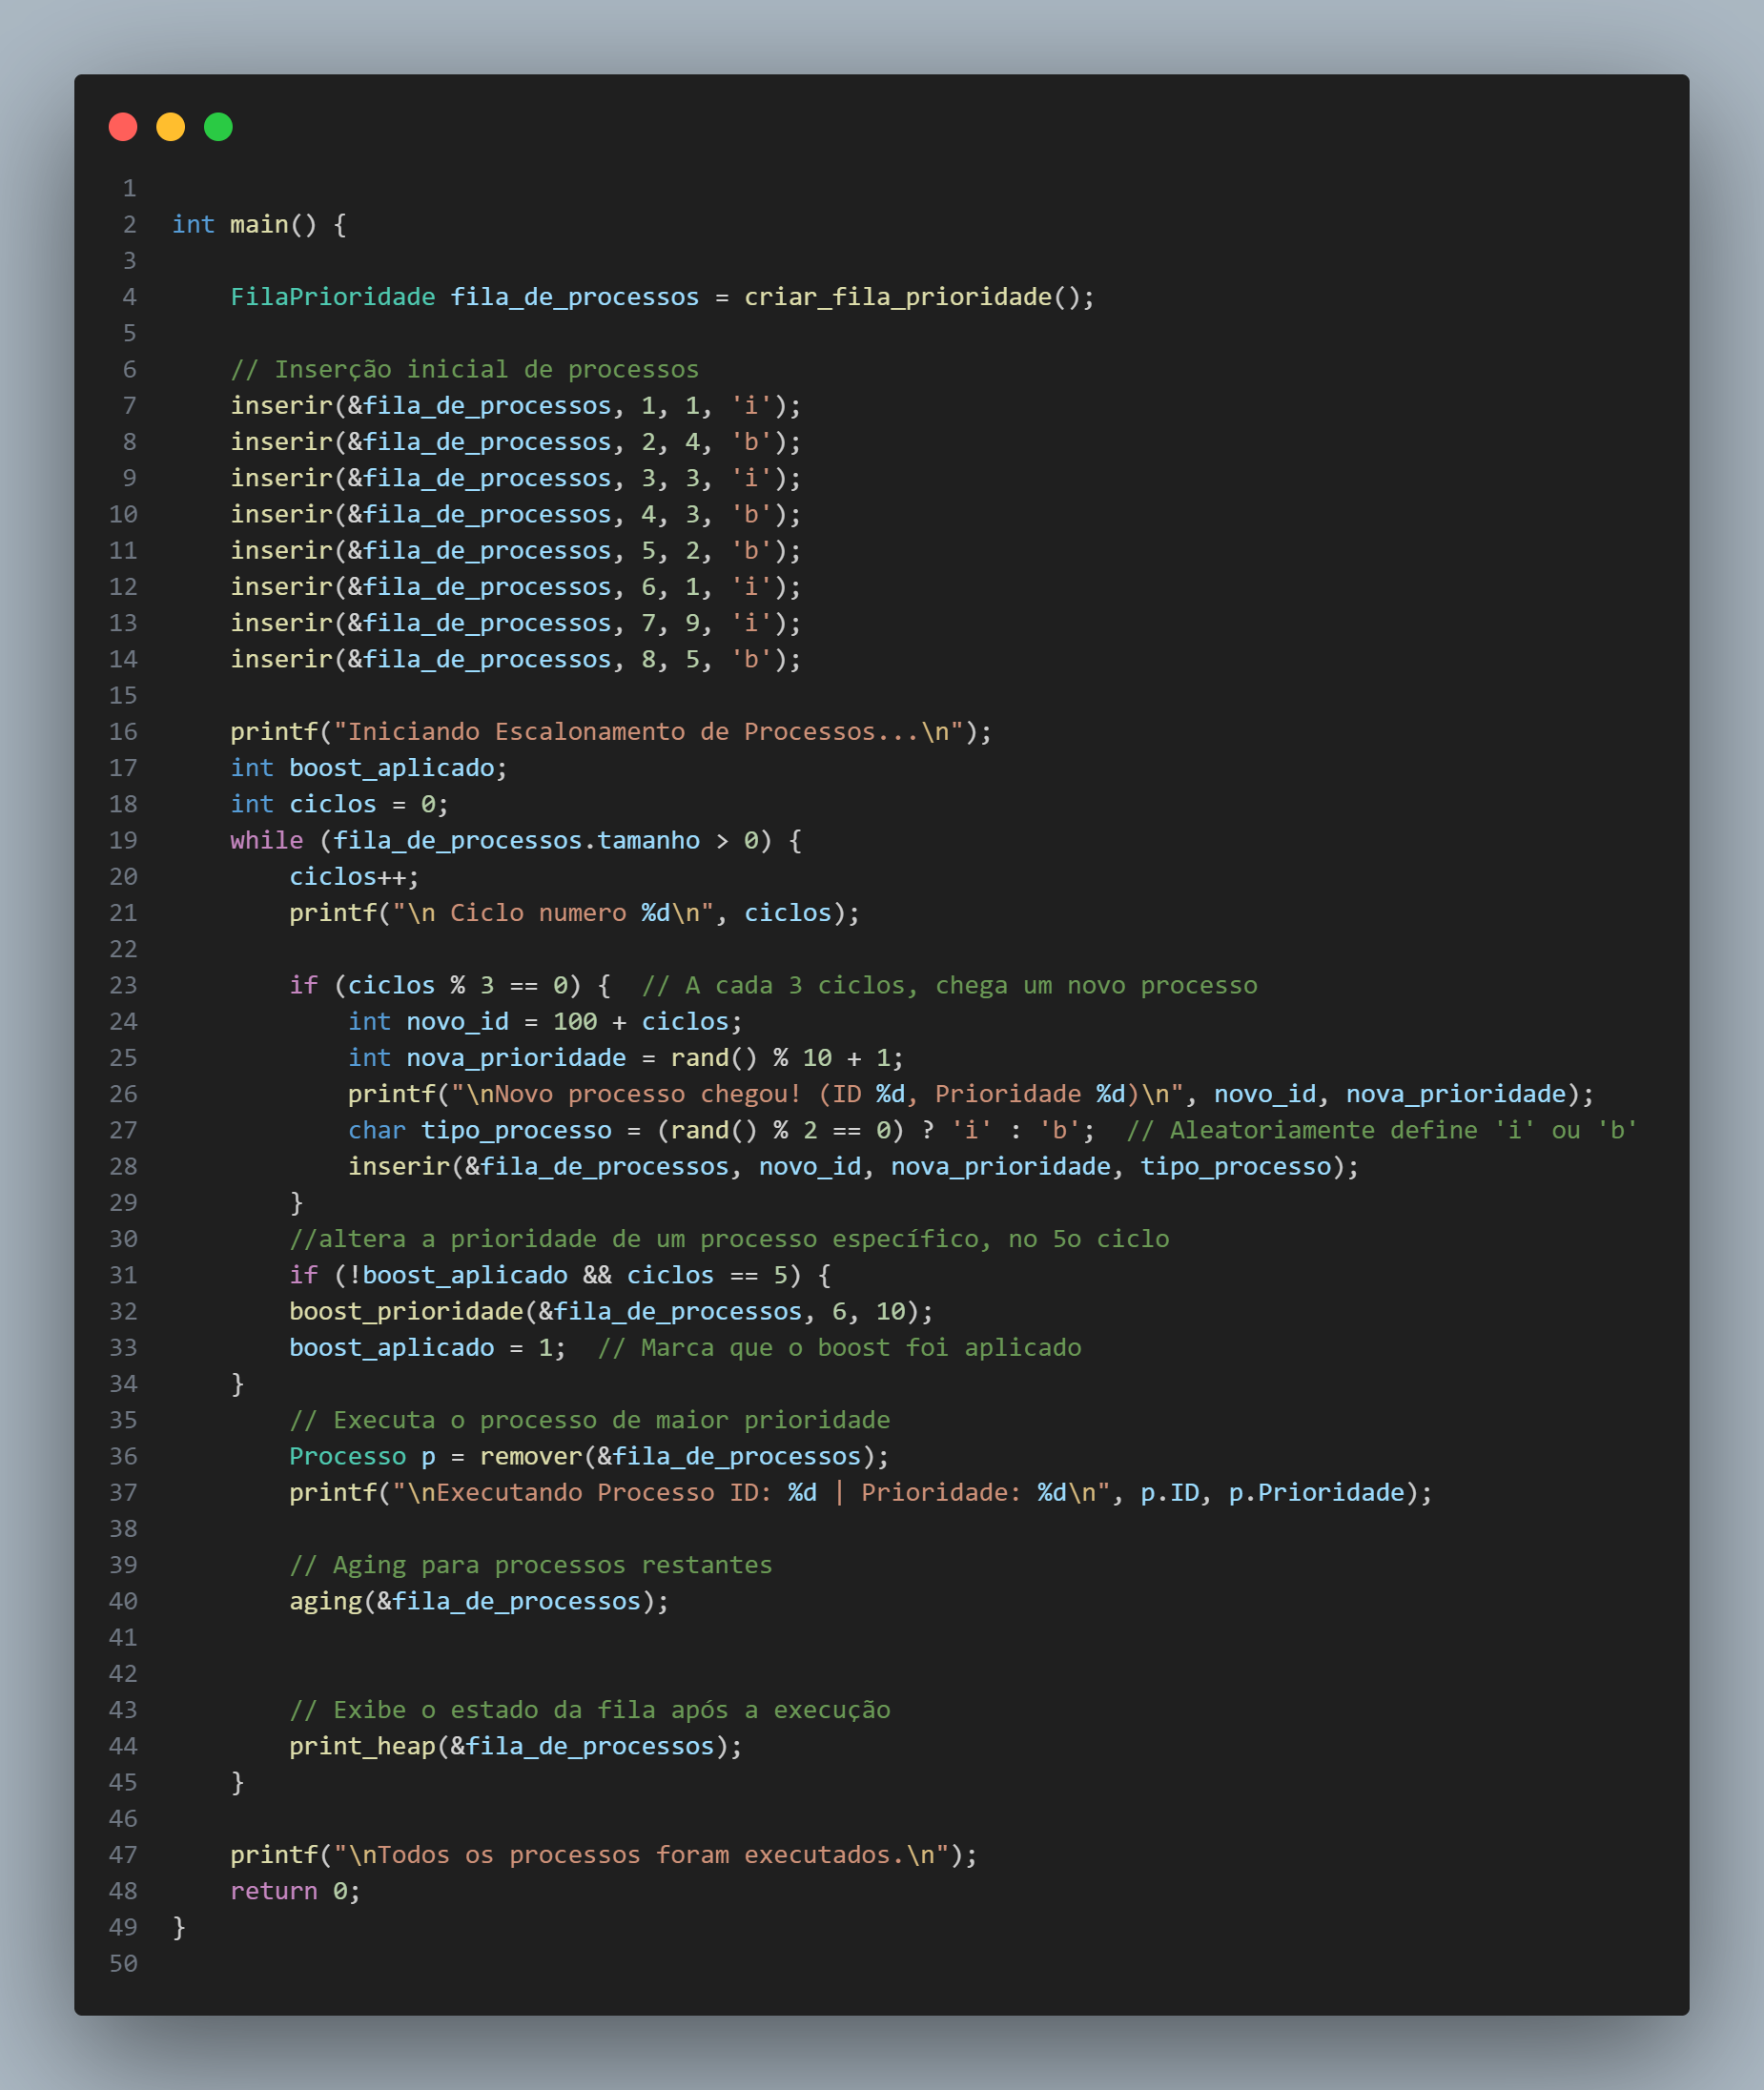 1
2 int main() {
3
4     FilaPrioridade fila_de_processos = criar_fila_prioridade();
5
6     // Inserção inicial de processos
7     inserir(&fila_de_processos, 1, 1, 'i');
8     inserir(&fila_de_processos, 2, 4, 'b');
9     inserir(&fila_de_processos, 3, 3, 'i');
10     inserir(&fila_de_processos, 4, 3, 'b');
11     inserir(&fila_de_processos, 5, 2, 'b');
12     inserir(&fila_de_processos, 6, 1, 'i');
13     inserir(&fila_de_processos, 7, 9, 'i');
14     inserir(&fila_de_processos, 8, 5, 'b');
15
16     printf("Iniciando Escalonamento de Processos...\n");
17     int boost_aplicado;
18     int ciclos = 0;
19     while (fila_de_processos.tamanho > 0) {
20         ciclos++;
21         printf("\n Ciclo numero %d\n", ciclos);
22
23         if (ciclos % 3 == 0) {  // A cada 3 ciclos, chega um novo processo
24             int novo_id = 100 + ciclos;
25             int nova_prioridade = rand() % 10 + 1;
26             printf("\nNovo processo chegou! (ID %d, Prioridade %d)\n", novo_id, nova_prioridade);
27             char tipo_processo = (rand() % 2 == 0) ? 'i' : 'b';  // Aleatoriamente define 'i' ou 'b'
28             inserir(&fila_de_processos, novo_id, nova_prioridade, tipo_processo);
29         }
30         //altera a prioridade de um processo específico, no 5o ciclo
31         if (!boost_aplicado && ciclos == 5) {
32         boost_prioridade(&fila_de_processos, 6, 10);
33         boost_aplicado = 1;  // Marca que o boost foi aplicado
34     }
35         // Executa o processo de maior prioridade
36         Processo p = remover(&fila_de_processos);
37         printf("\nExecutando Processo ID: %d | Prioridade: %d\n", p.ID, p.Prioridade);
38
39         // Aging para processos restantes
40         aging(&fila_de_processos);
41
42
43         // Exibe o estado da fila após a execução
44         print_heap(&fila_de_processos);
45     }
46
47     printf("\nTodos os processos foram executados.\n");
48     return 0;
49 }
50